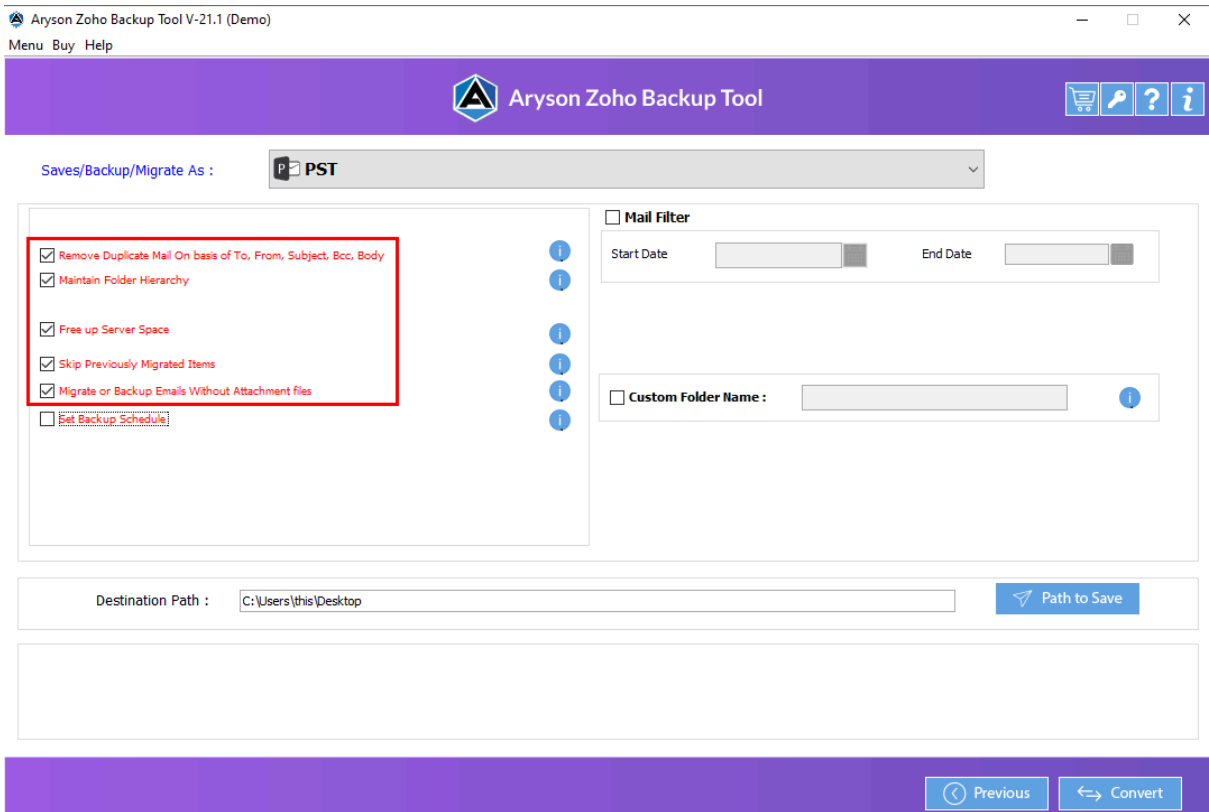 Aryson Zoho Backup Tool V-21.1 (Demo)
Menu Buy Help
Aryson Zoho Backup Tool
Saves/Backup/Migrate As :
PST
Remove Duplicate Mail On basis of To, From, Subject, Bcc, Body
Maintain Folder Hierarchy
Free up Server Space
Skip Previously Migrated Items
Migrate or Backup Emails Without Attachment files
Set Backup Schedule
Mail Filter
Start Date
End Date
Custom Folder Name :
Destination Path :
C:\Users\this\Desktop
Path to Save
Previous
Convert